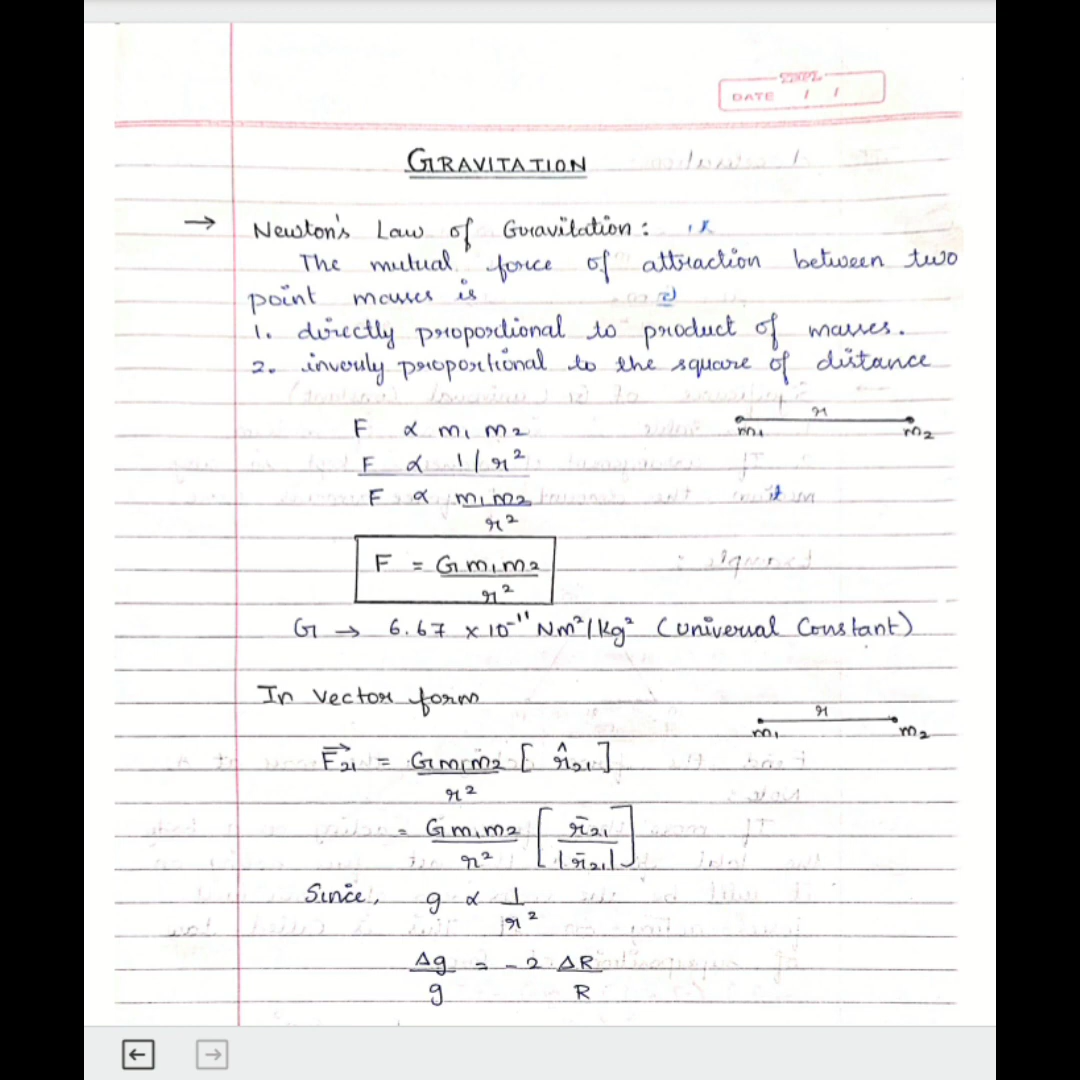 DATE / /
GRAVITATION
→ Newton's Law of Gravitation:
The mutual force of attraction between two
point masses is
1. directly proportional to product of masses.
2. inversly proportional to the square of distance
F ∝ m₁ m₂
r
m₁ m₂
F ∝ 1/r²
F ∝ m₁m₂/r²
F = Gm₁m₂/r²
G → 6.67 × 10⁻¹¹ Nm²/kg² (Universal Constant)
In vector form
r
m₁ m₂
F⃗₂₁ = Gm₁m₂/r² [r̂₂₁]
= Gm₁m₂/r² [r̄₂₁/|r̄₂₁|]
Since, g ∝ 1/r²
Δg/g = -2 ΔR/R